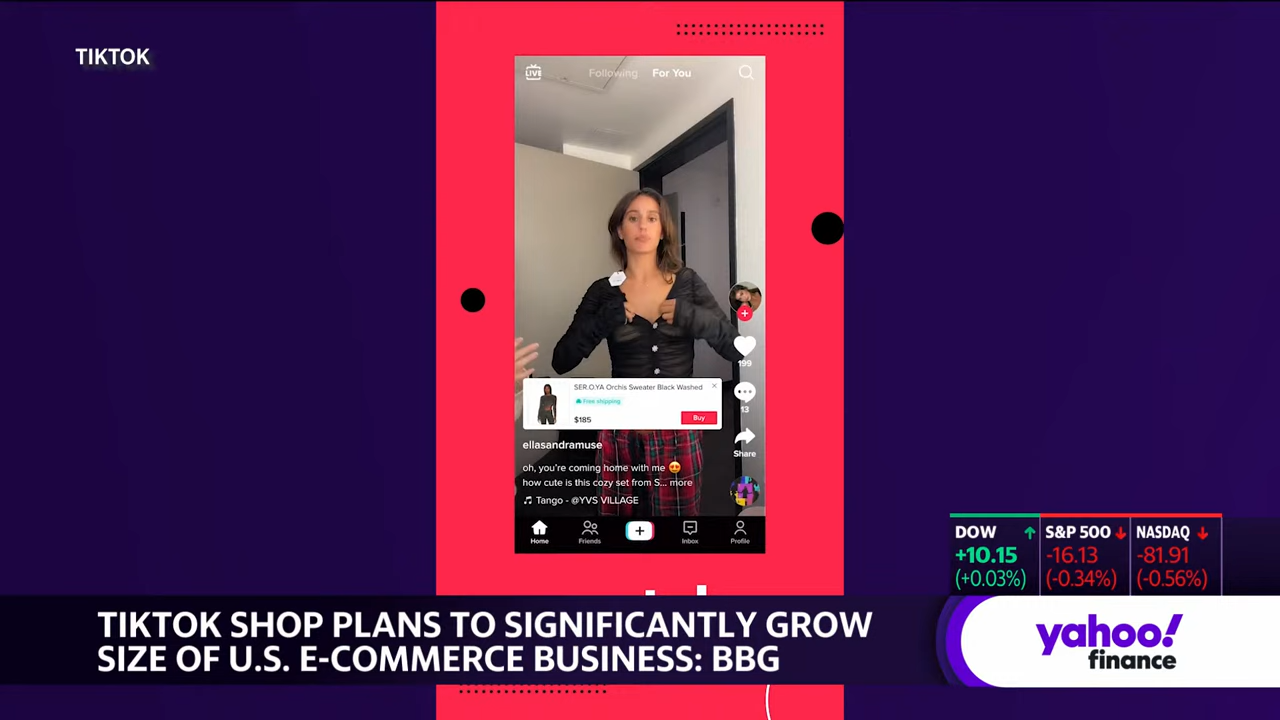 TIKTOK
LIVE
Following For You
SER.O.YA Orchis Sweater Black Washed
Free shipping
$185
Buy
199
13
Share
ellasandramuse
oh, you're coming home with me 😍
how cute is this cozy set from S... more
Tango - @YVS VILLAGE
Home Friends Inbox Profile
DOW S&P 500 NASDAQ
+10.15 -16.13 -81.91
(+0.03%) (-0.34%) (-0.56%)
TIKTOK SHOP PLANS TO SIGNIFICANTLY GROW
SIZE OF U.S. E-COMMERCE BUSINESS: BBG
yahoo!
finance